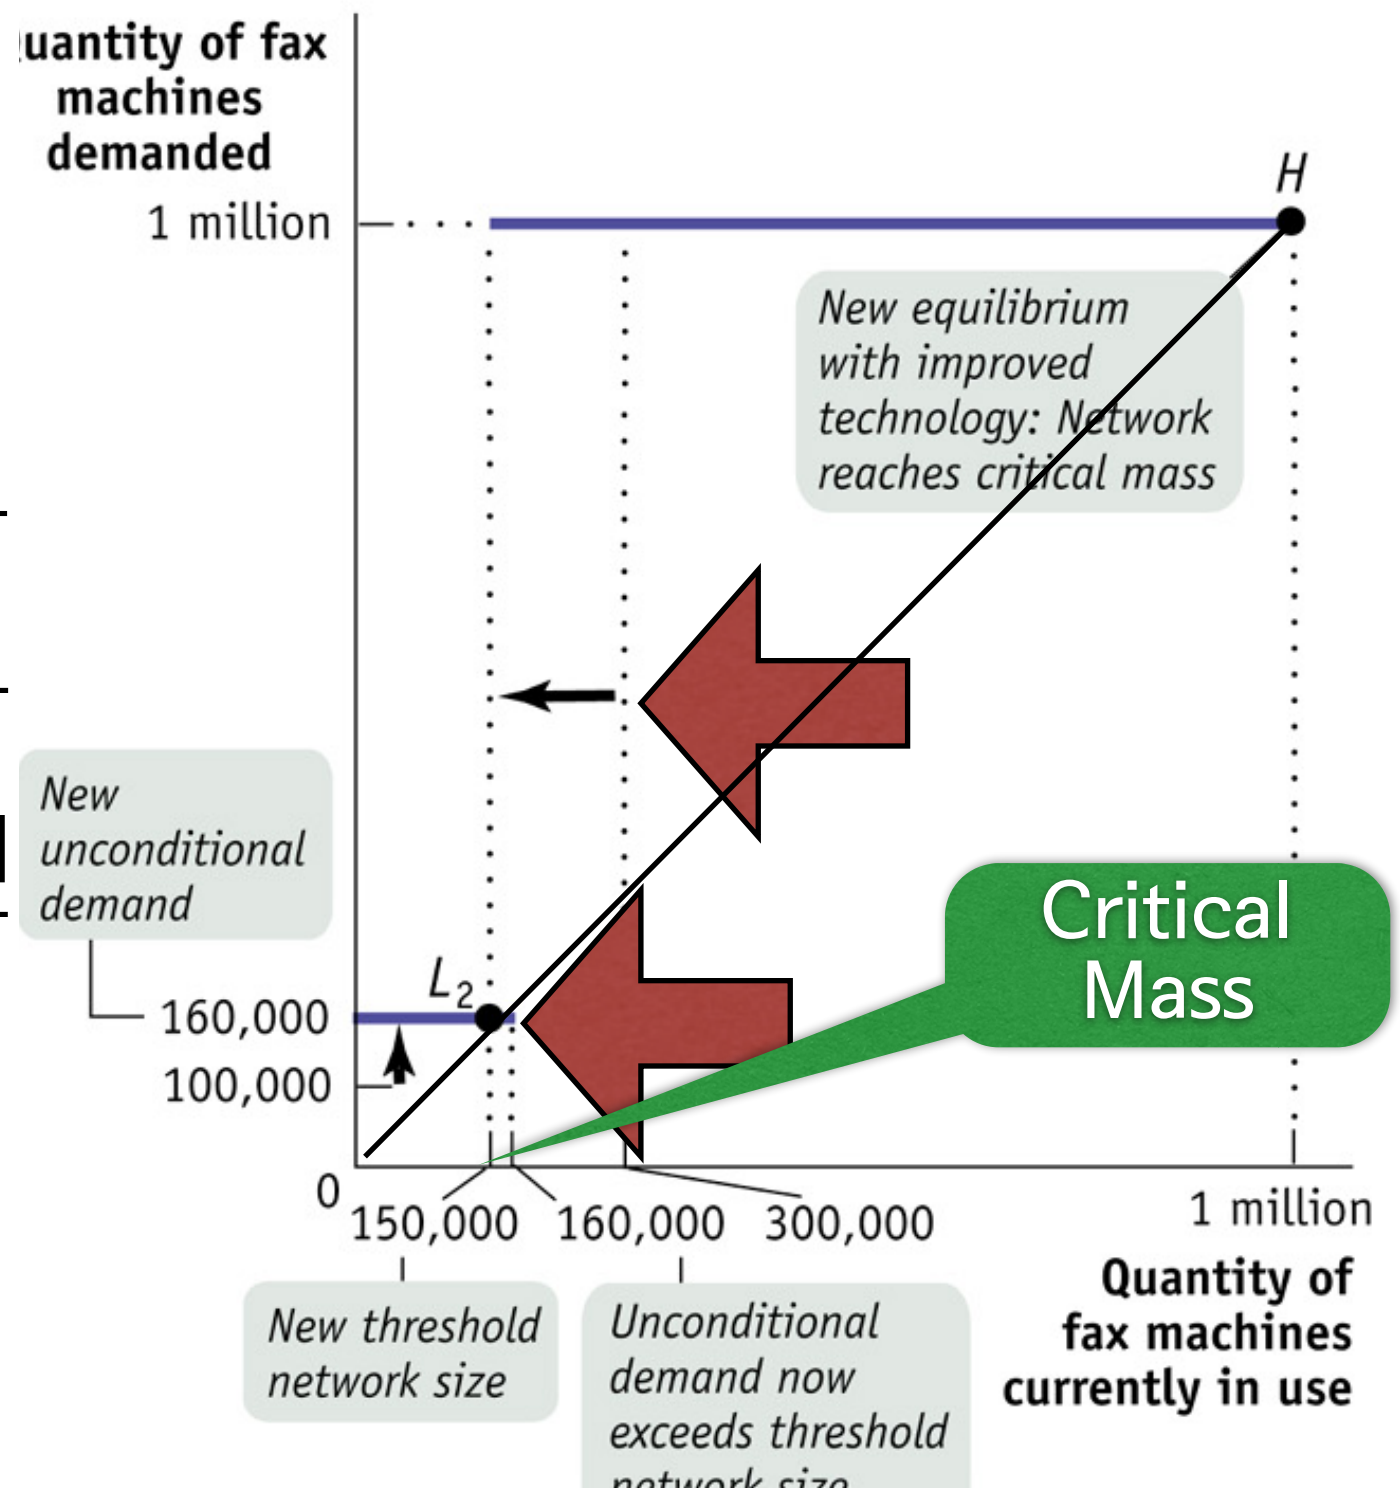 uantity of fax
machines
demanded
1 million
H
New equilibrium
with improved
technology: Network
reaches critical mass
New
unconditional
demand
Critical
Mass
L2
160,000
100,000
0
150,000
160,000
300,000
1 million
New threshold
network size
Unconditional
demand now
exceeds threshold
network size
Quantity of
fax machines
currently in use